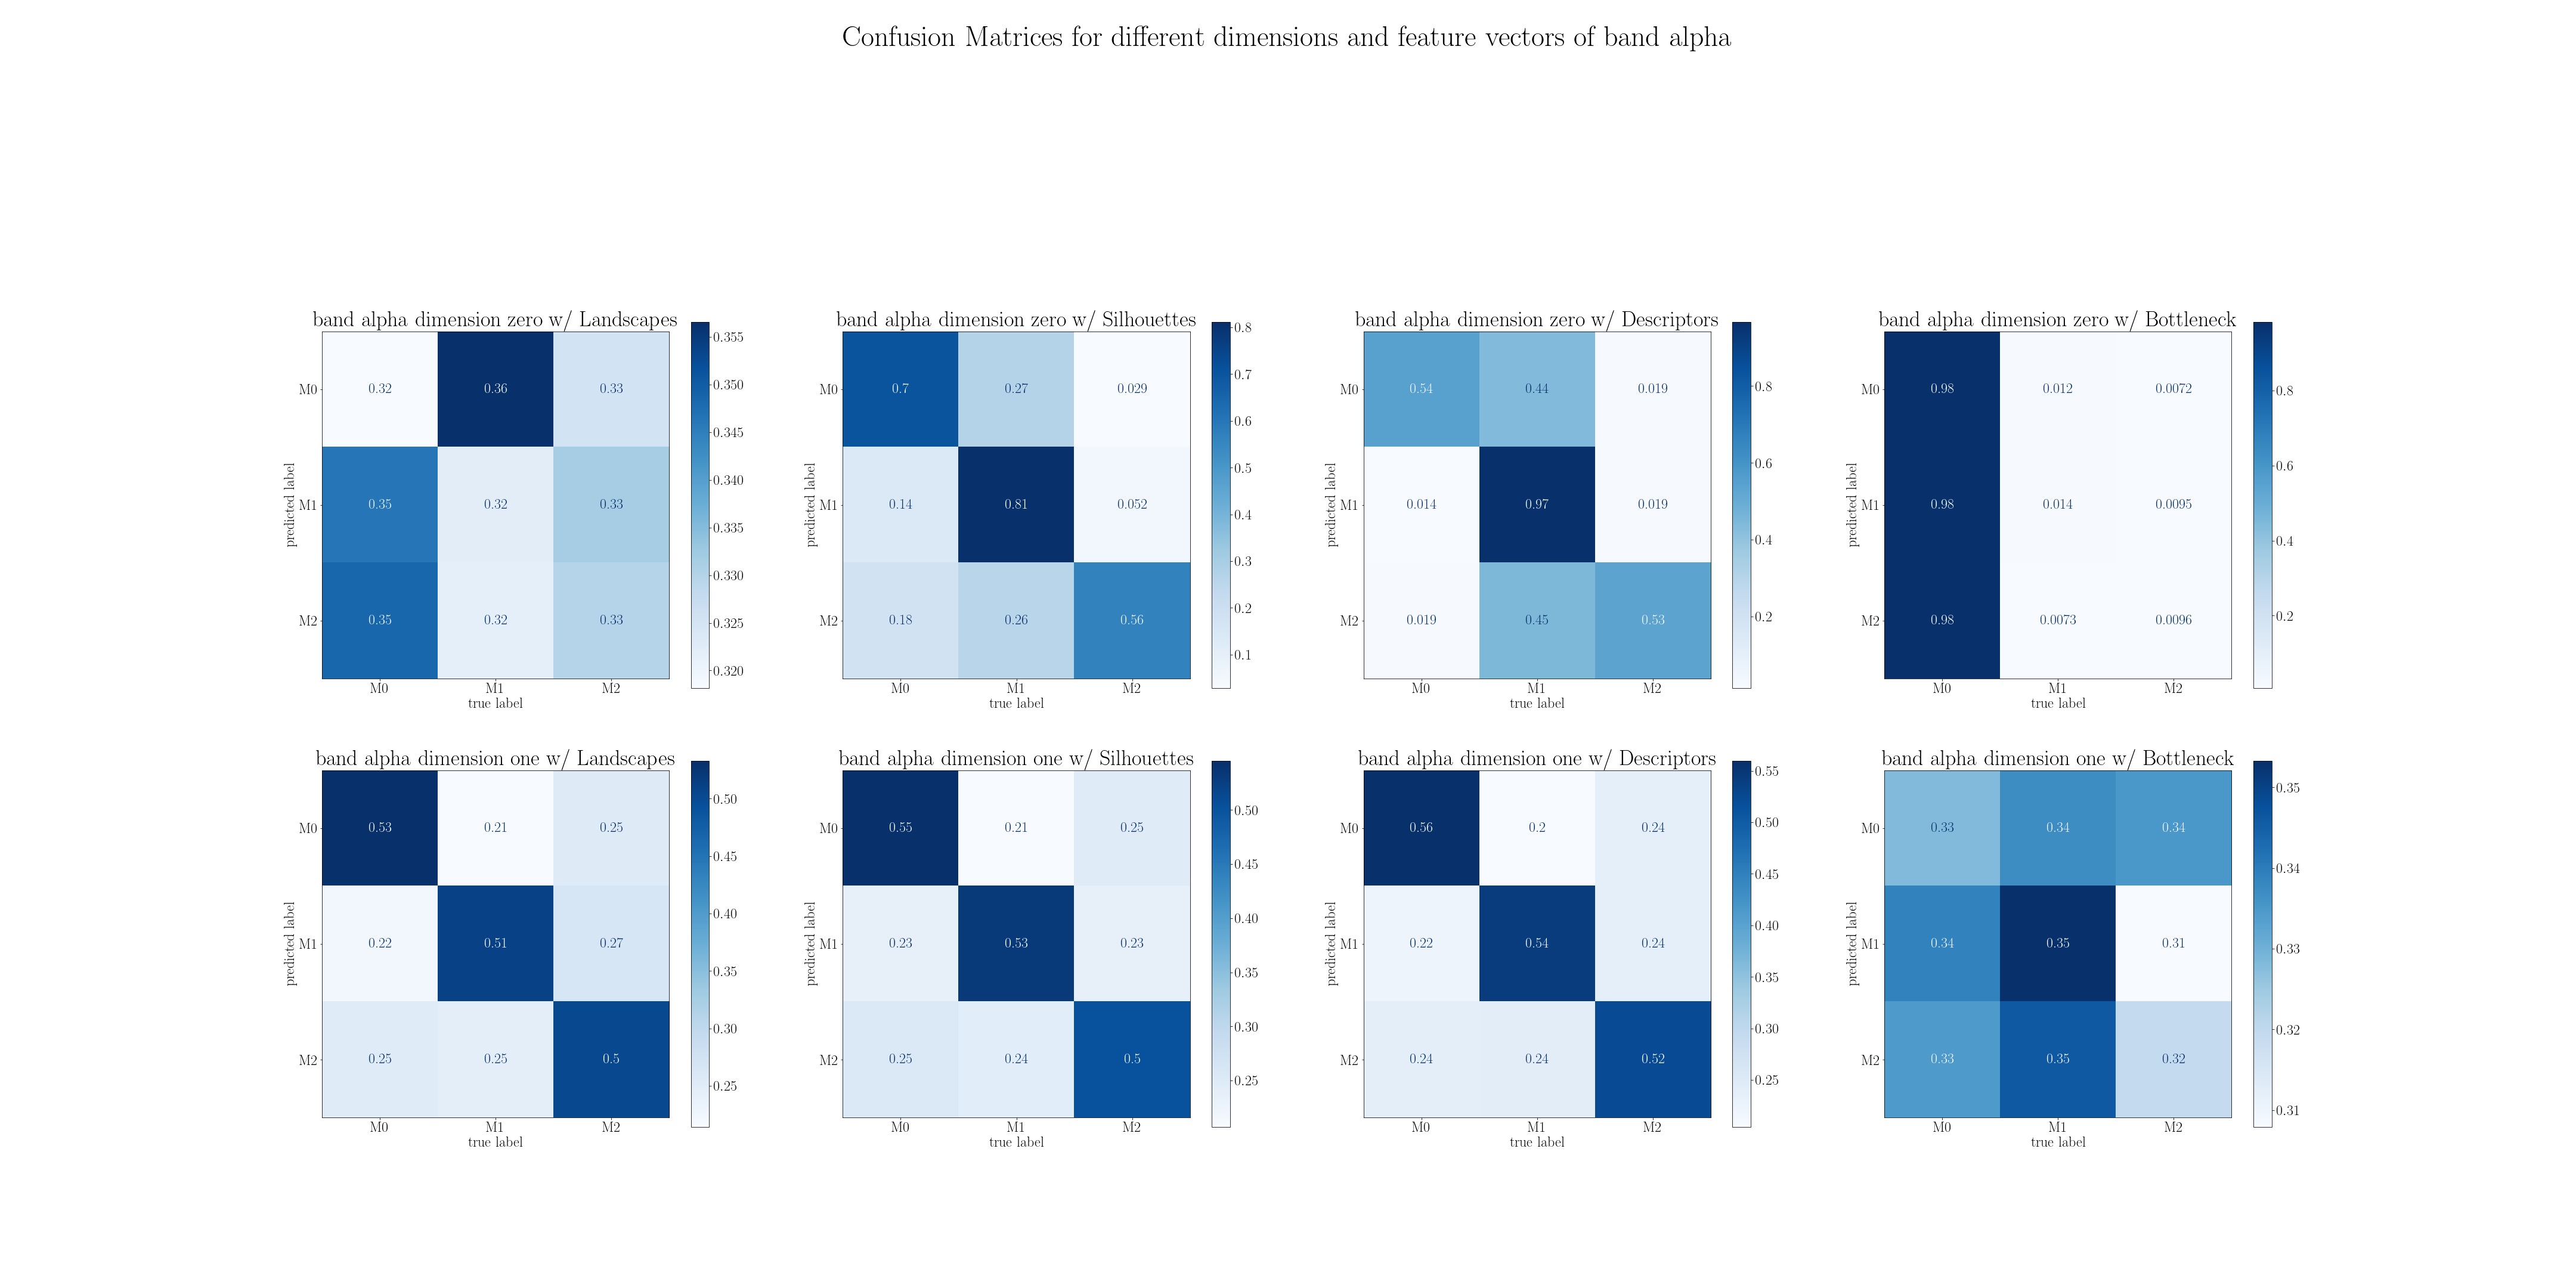 Confusion Matrices for different dimensions and feature vectors of band alpha
band alpha dimension zero w/ Landscapes
predicted label
M0 0.32 0.36 0.33
M1 0.35 0.32 0.33
M2 0.35 0.32 0.33
M0 M1 M2
true label
0.355
0.350
0.345
0.340
0.335
0.330
0.325
0.320
band alpha dimension zero w/ Silhouettes
predicted label
M0 0.7 0.27 0.029
M1 0.14 0.81 0.052
M2 0.18 0.26 0.56
M0 M1 M2
true label
0.8
0.7
0.6
0.5
0.4
0.3
0.2
0.1
band alpha dimension zero w/ Descriptors
predicted label
M0 0.54 0.44 0.019
M1 0.014 0.97 0.019
M2 0.019 0.45 0.53
M0 M1 M2
true label
0.8
0.6
0.4
0.2
band alpha dimension zero w/ Bottleneck
predicted label
M0 0.98 0.012 0.0072
M1 0.98 0.014 0.0095
M2 0.98 0.0073 0.0096
M0 M1 M2
true label
0.8
0.6
0.4
0.2
band alpha dimension one w/ Landscapes
predicted label
M0 0.53 0.21 0.25
M1 0.22 0.51 0.27
M2 0.25 0.25 0.5
M0 M1 M2
true label
0.50
0.45
0.40
0.35
0.30
0.25
band alpha dimension one w/ Silhouettes
predicted label
M0 0.55 0.21 0.25
M1 0.23 0.53 0.23
M2 0.25 0.24 0.5
M0 M1 M2
true label
0.50
0.45
0.40
0.35
0.30
0.25
band alpha dimension one w/ Descriptors
predicted label
M0 0.56 0.2 0.24
M1 0.22 0.54 0.24
M2 0.24 0.24 0.52
M0 M1 M2
true label
0.55
0.50
0.45
0.40
0.35
0.30
0.25
band alpha dimension one w/ Bottleneck
predicted label
M0 0.33 0.34 0.34
M1 0.34 0.35 0.31
M2 0.33 0.35 0.32
M0 M1 M2
true label
0.35
0.34
0.33
0.32
0.31